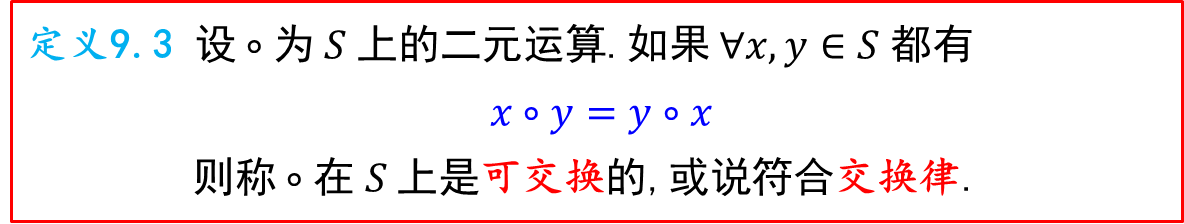 定义9.3 设∘为 S 上的二元运算. 如果 ∀x, y ∈ S 都有
x ∘ y = y ∘ x
则称∘在 S 上是可交换的, 或说符合交换律.